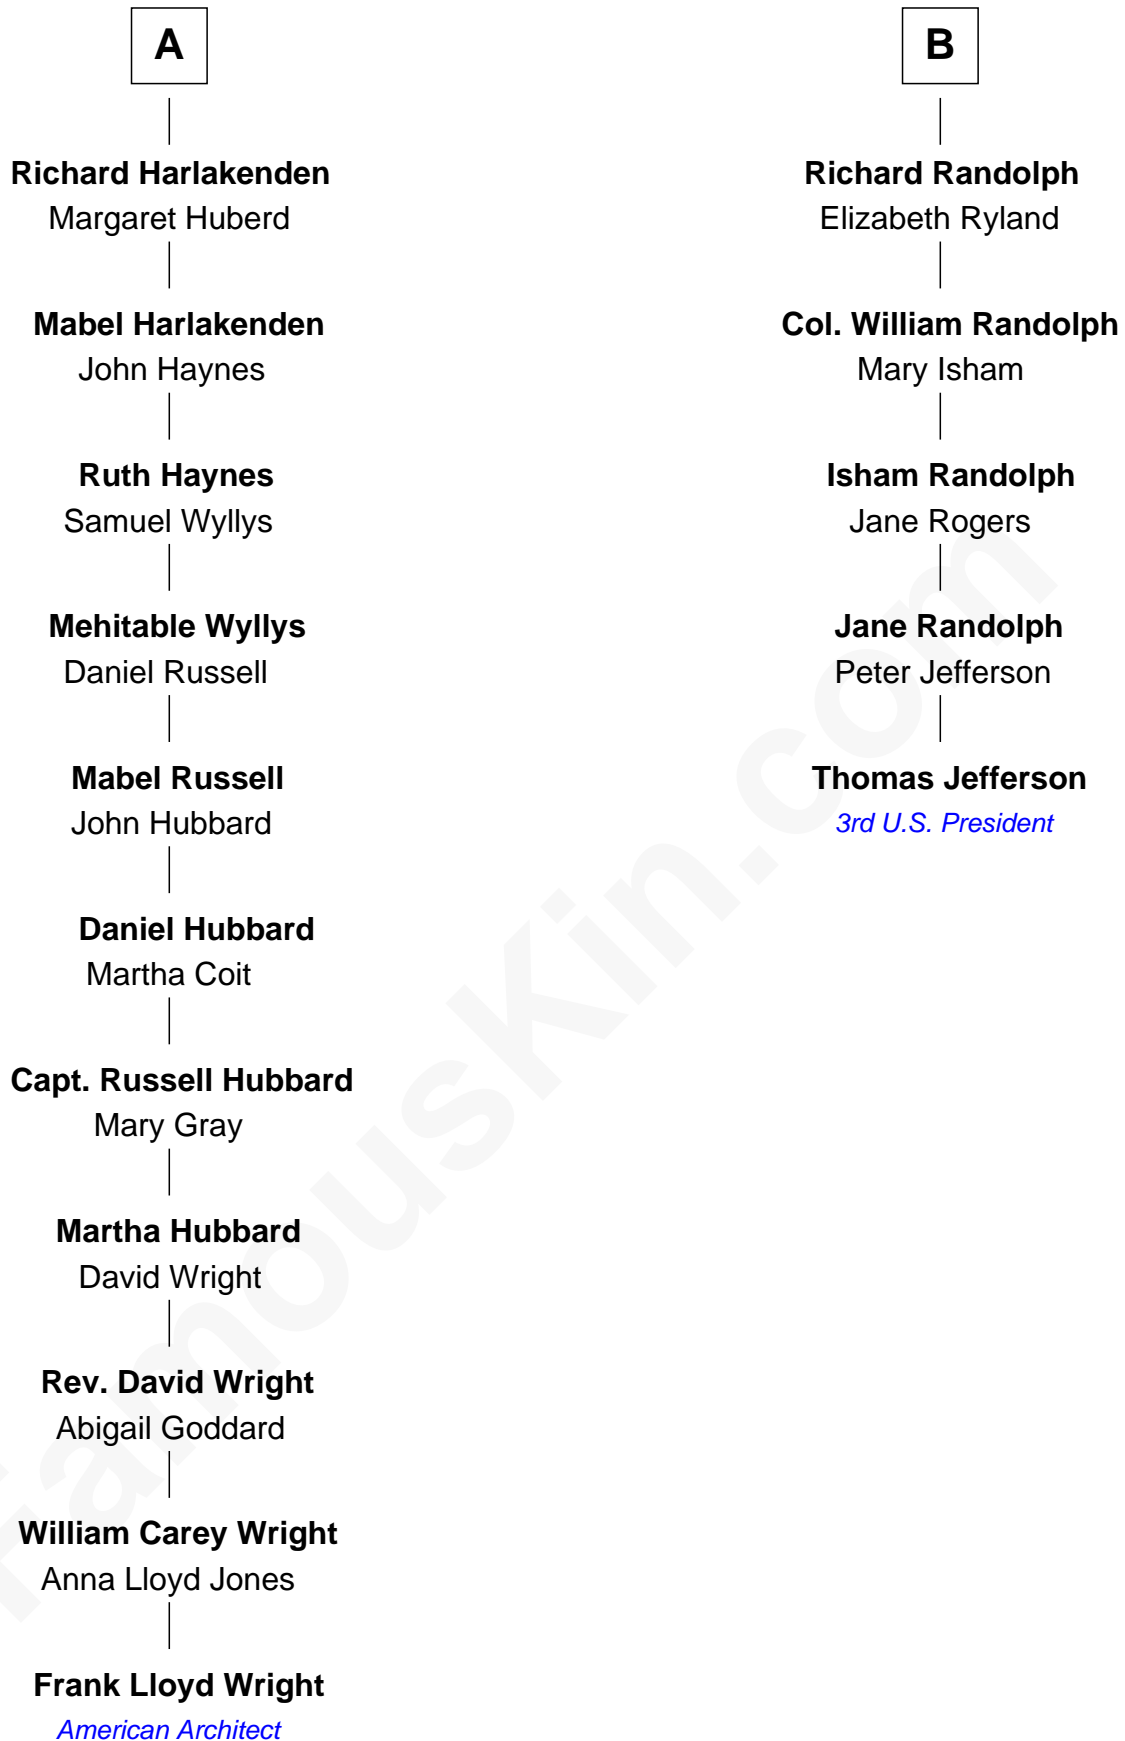 A
Richard Harlakenden
Margaret Huberd
Mabel Harlakenden
John Haynes
Ruth Haynes
Samuel Wyllys
Mehitable Wyllys
Daniel Russell
Mabel Russell
John Hubbard
Daniel Hubbard
Martha Coit
Capt. Russell Hubbard
Mary Gray
Martha Hubbard
David Wright
Rev. David Wright
Abigail Goddard
William Carey Wright
Anna Lloyd Jones
Frank Lloyd Wright
American Architect
B
Richard Randolph
Elizabeth Ryland
Col. William Randolph
Mary Isham
Isham Randolph
Jane Rogers
Jane Randolph
Peter Jefferson
Thomas Jefferson
3rd U.S. President
FamousKin.com